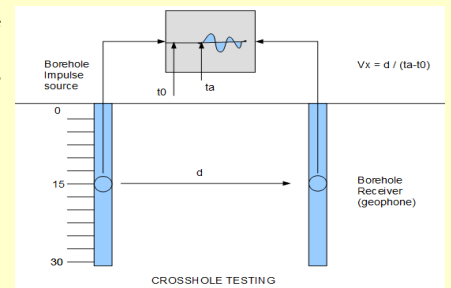 Borehole
Impulse
source
t0
ta
Vx = d / (ta-t0)
0
15
d
30
Borehole
Receiver
(geophone)
CROSSHOLE TESTING